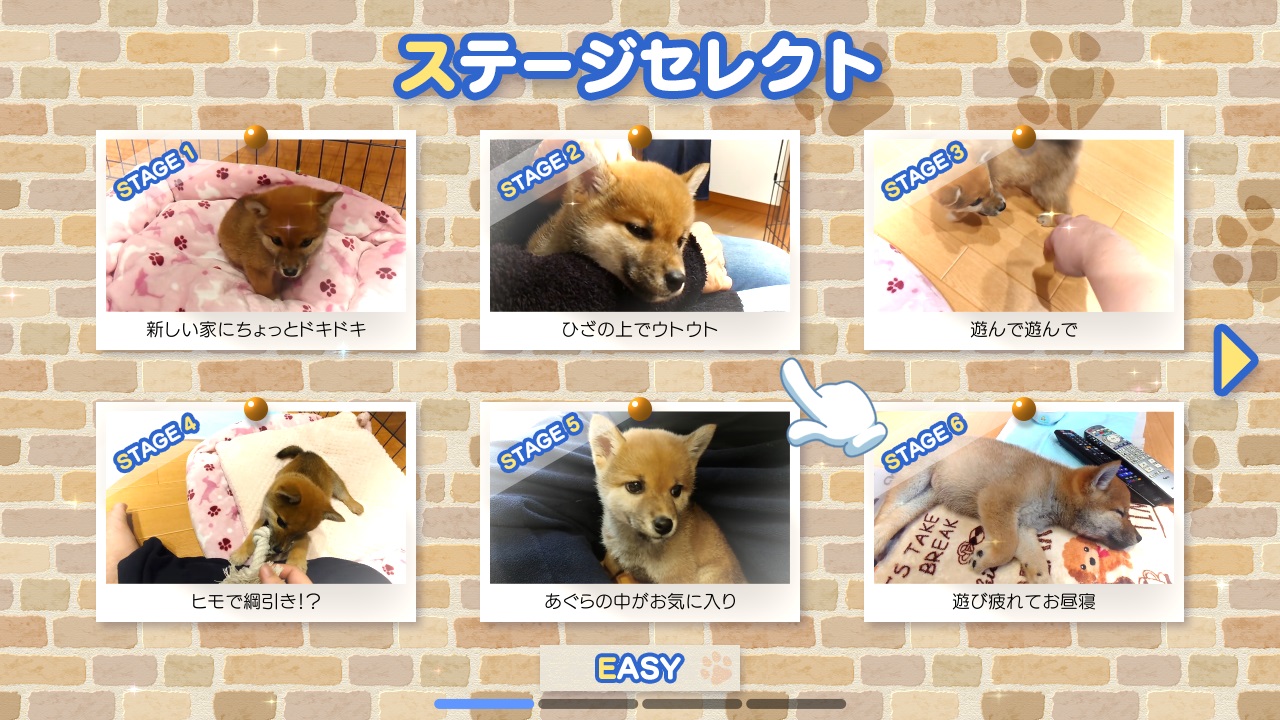 ステージセレクト
STAGE 1
新しい家にちょっとドキドキ
STAGE 2
ひざの上でウトウト
STAGE 3
遊んで遊んで
STAGE 4
ヒモで綱引き!?
STAGE 5
あぐらの中がお気に入り
STAGE 6
TAKE
BREAK
遊び疲れてお昼寝
EASY